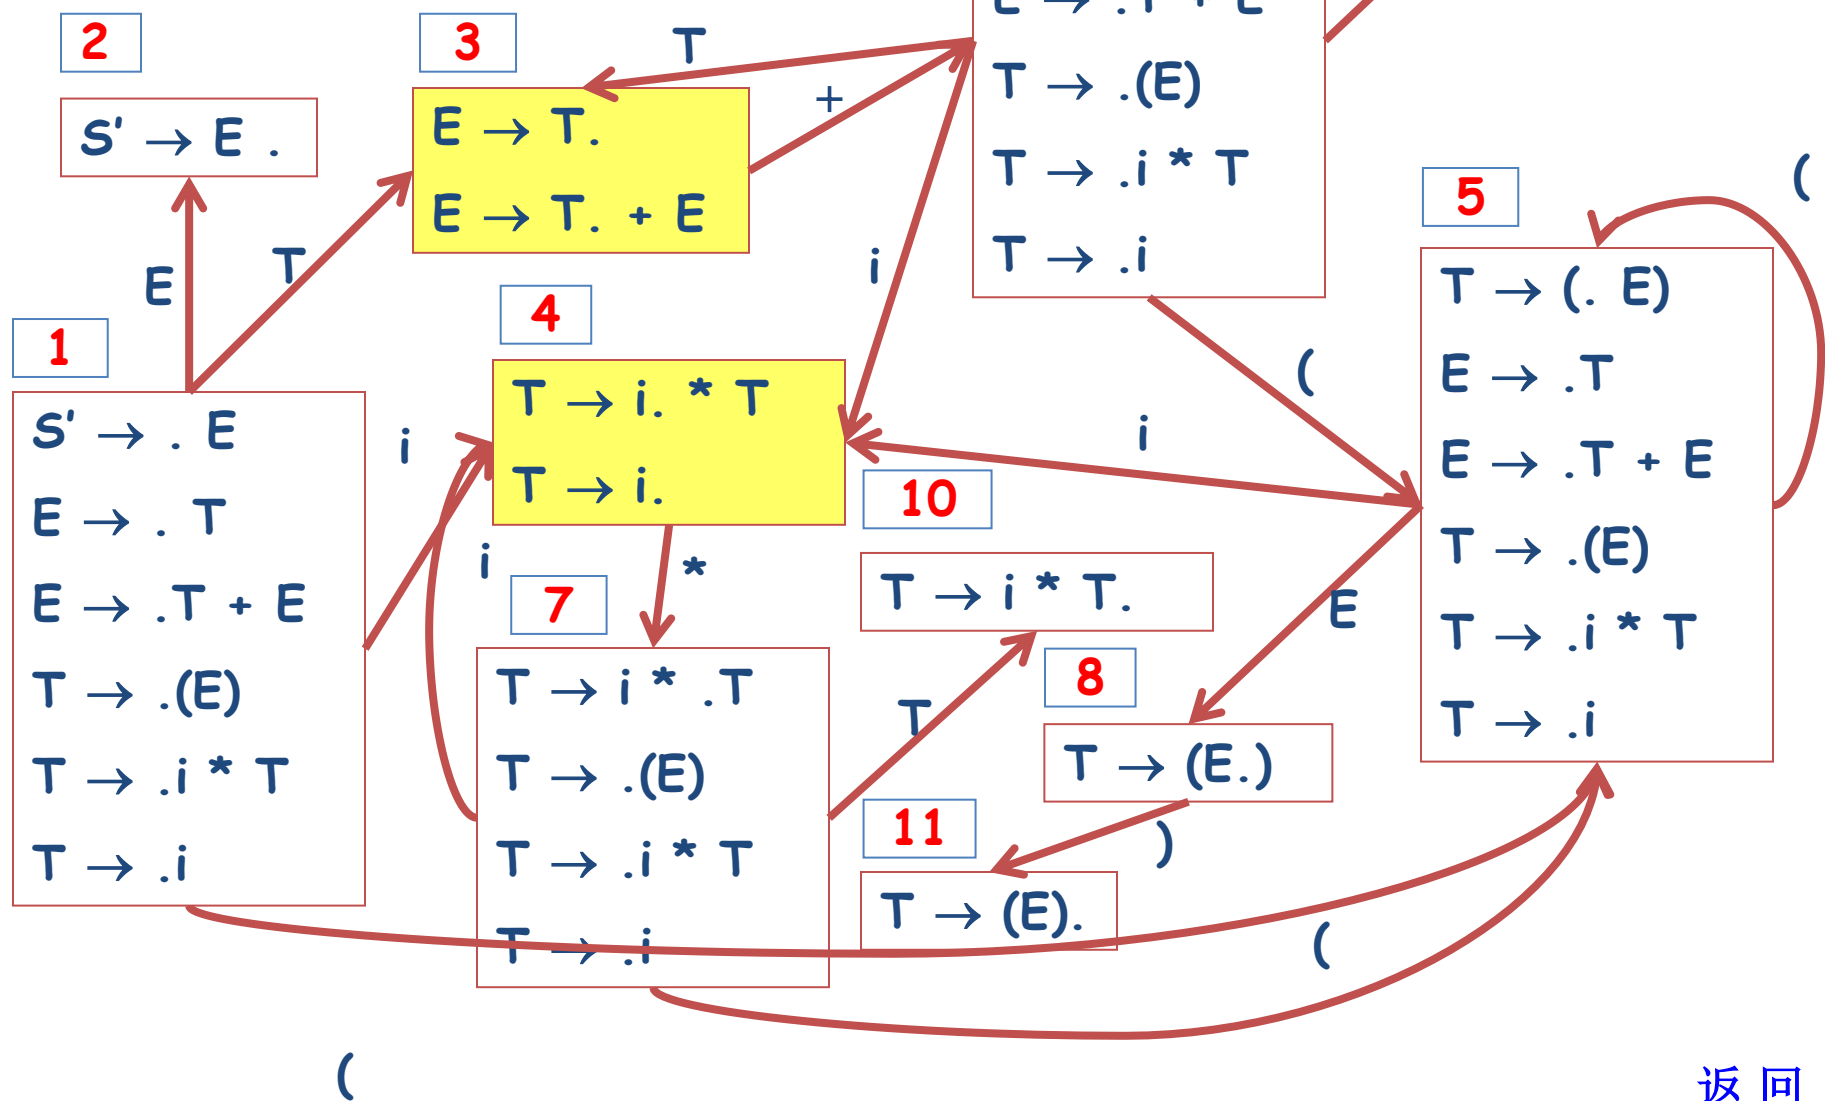 2
S' → E .
3
E → T.
E → T. + E
T
+
T → .(E)
T → .i * T
T → .i
(
5
T → (. E)
E → .T
E → .T + E
T → .(E)
T → .i * T
T → .i
E
T
i
4
T → i. * T
T → i.
(
i
1
S' → . E
E → . T
E → .T + E
T → .(E)
T → .i * T
T → .i
i
i
*
7
T → i * .T
T → .(E)
T → .i * T
T → .i
10
T → i * T.
T
8
T → (E.)
E
11
T → (E).
)
(
(
返回